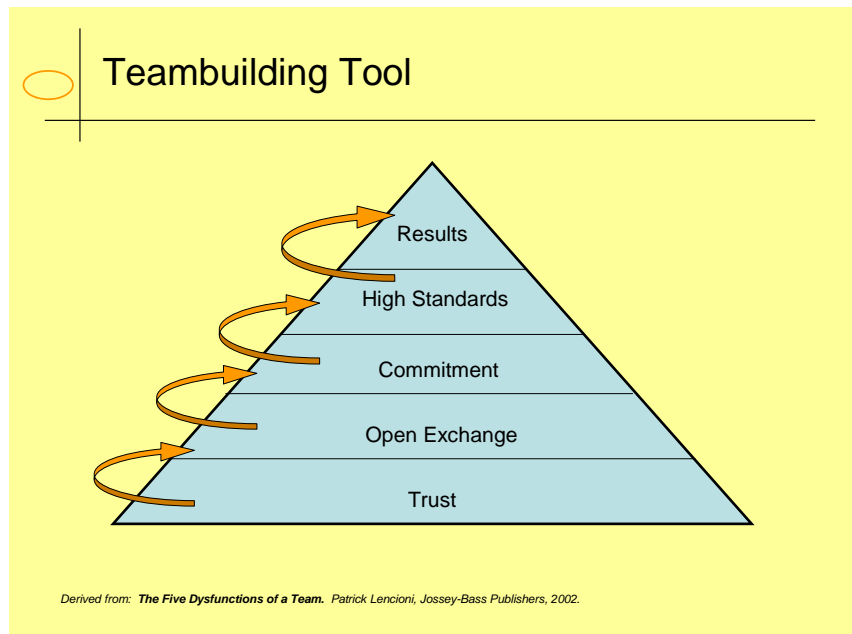 Teambuilding Tool
Results
High Standards
Commitment
Open Exchange
Trust
Derived from: The Five Dysfunctions of a Team. Patrick Lencioni, Jossey-Bass Publishers, 2002.